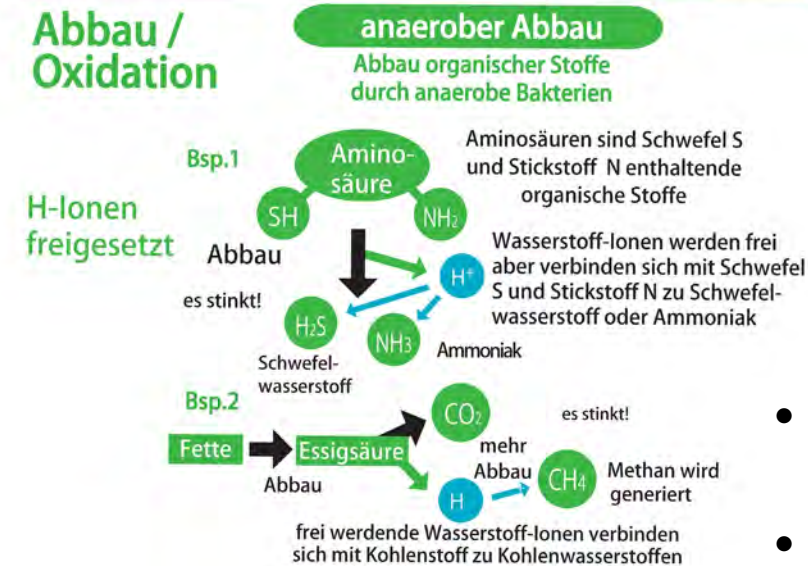 Abbau /
Oxidation
anaerober Abbau
Abbau organischer Stoffe
durch anaerobe Bakterien
Bsp.1
Amino-
säure
SH
NH₂
Aminosäuren sind Schwefel S
und Stickstoff N enthaltende
organische Stoffe
H-Ionen
freigesetzt
Abbau
H⁺
Wasserstoff-Ionen werden frei
aber verbinden sich mit Schwefel
S und Stickstoff N zu Schwefel-
wasserstoff oder Ammoniak
es stinkt!
H₂S
NH₃
Ammoniak
Schwefel-
wasserstoff
Bsp.2
Fette
Abbau
Essigsäure
CO₂
es stinkt!
mehr
Abbau
H
CH₄
Methan wird
generiert
frei werdende Wasserstoff-Ionen verbinden
sich mit Kohlenstoff zu Kohlenwasserstoffen